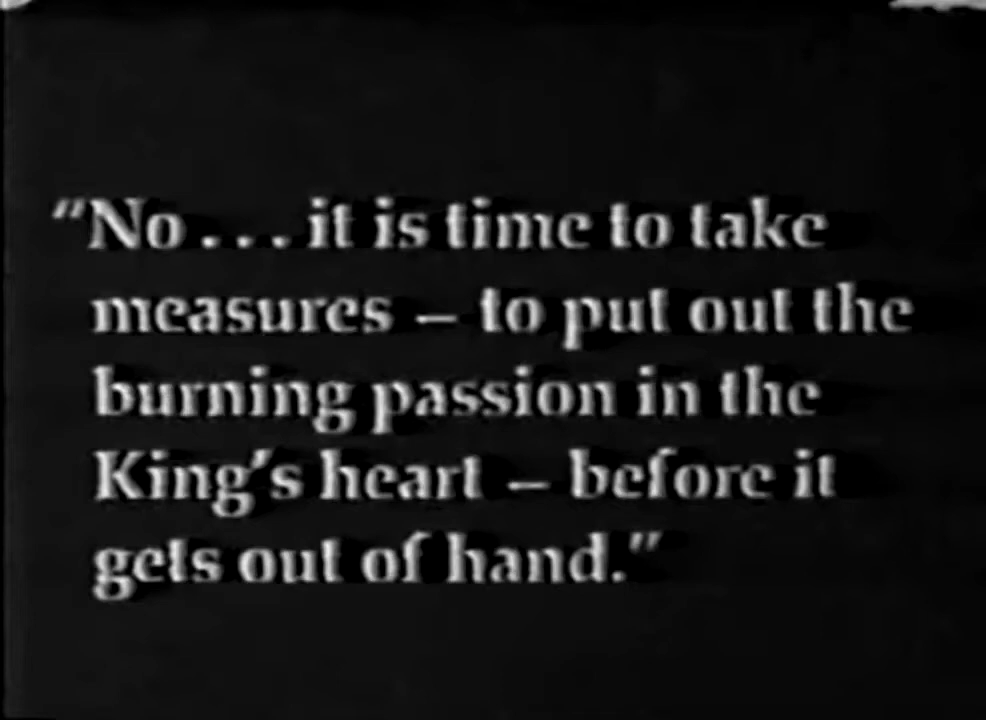 "No . . . it is time to take
measures – to put out the
burning passion in the
King's heart – before it
gets out of hand."